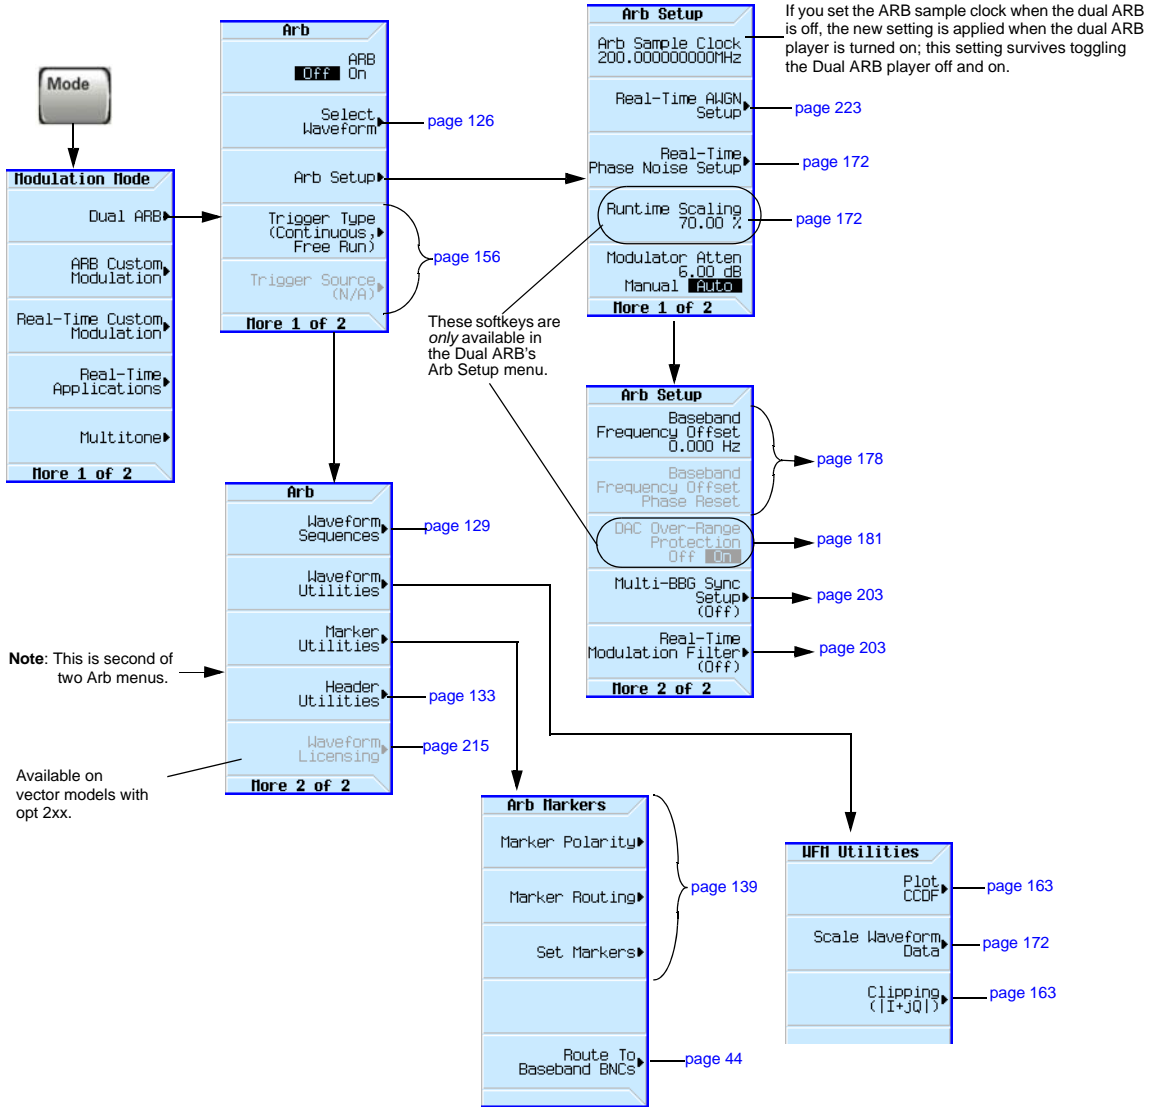 Mode
Modulation Mode
Dual ARB
ARB Custom
Modulation
Real-Time Custom
Modulation
Real-Time
Applications
Multitone
More 1 of 2
Arb
ARB
Off On
Select
Waveform
page 126
Arb Setup
Trigger Type
(Continuous,
Free Run)
Trigger Source
(N/A)
page 156
More 1 of 2
Arb Setup
Arb Sample Clock
200.000000000MHz
If you set the ARB sample clock when the dual ARB
is off, the new setting is applied when the dual ARB
player is turned on; this setting survives toggling
the Dual ARB player off and on.
Real-Time AWGN
Setup
page 223
Real-Time
Phase Noise Setup
page 172
Runtime Scaling
70.00 %
page 172
Modulator Atten
6.00 dB
Manual Auto
More 1 of 2
These softkeys are
only available in
the Dual ARB's
Arb Setup menu.
Arb Setup
Baseband
Frequency Offset
0.000 Hz
Baseband
Frequency Offset
Phase Reset
page 178
DAC Over-Range
Protection
Off On
page 181
Multi-BBG Sync
Setup
(Off)
page 203
Real-Time
Modulation Filter
(Off)
page 203
More 2 of 2
Arb
Waveform
Sequences
page 129
Waveform
Utilities
Marker
Utilities
Header
Utilities
page 133
Waveform
Licensing
page 215
More 2 of 2
Note: This is second of
two Arb menus.
Available on
vector models with
opt 2xx.
Arb Markers
Marker Polarity
Marker Routing
Set Markers
page 139
Route To
Baseband BNCs
page 44
WFM Utilities
Plot
CCDF
page 163
Scale Waveform
Data
page 172
Clipping
(|I+jQ|)
page 163